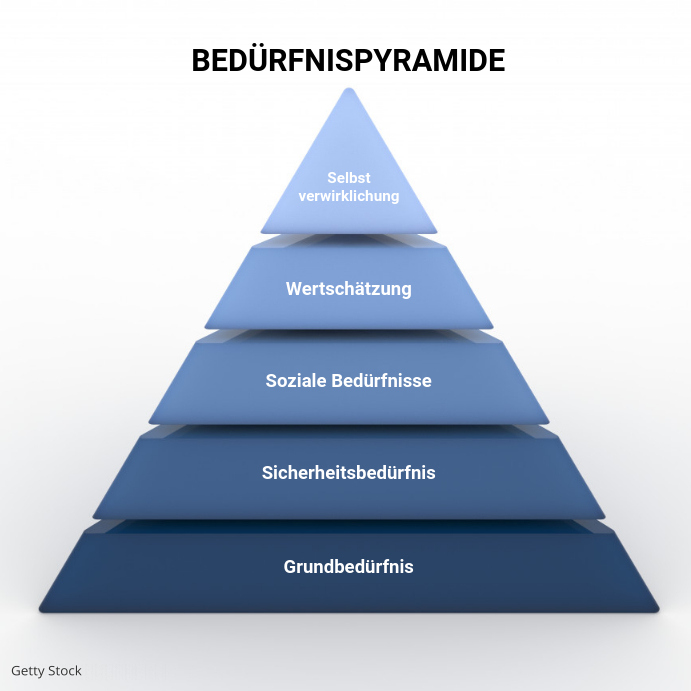 BEDÜRFNISPYRAMIDE
Selbst
verwirklichung
Wertschätzung
Soziale Bedürfnisse
Sicherheitsbedürfnis
Grundbedürfnis
Getty Stock